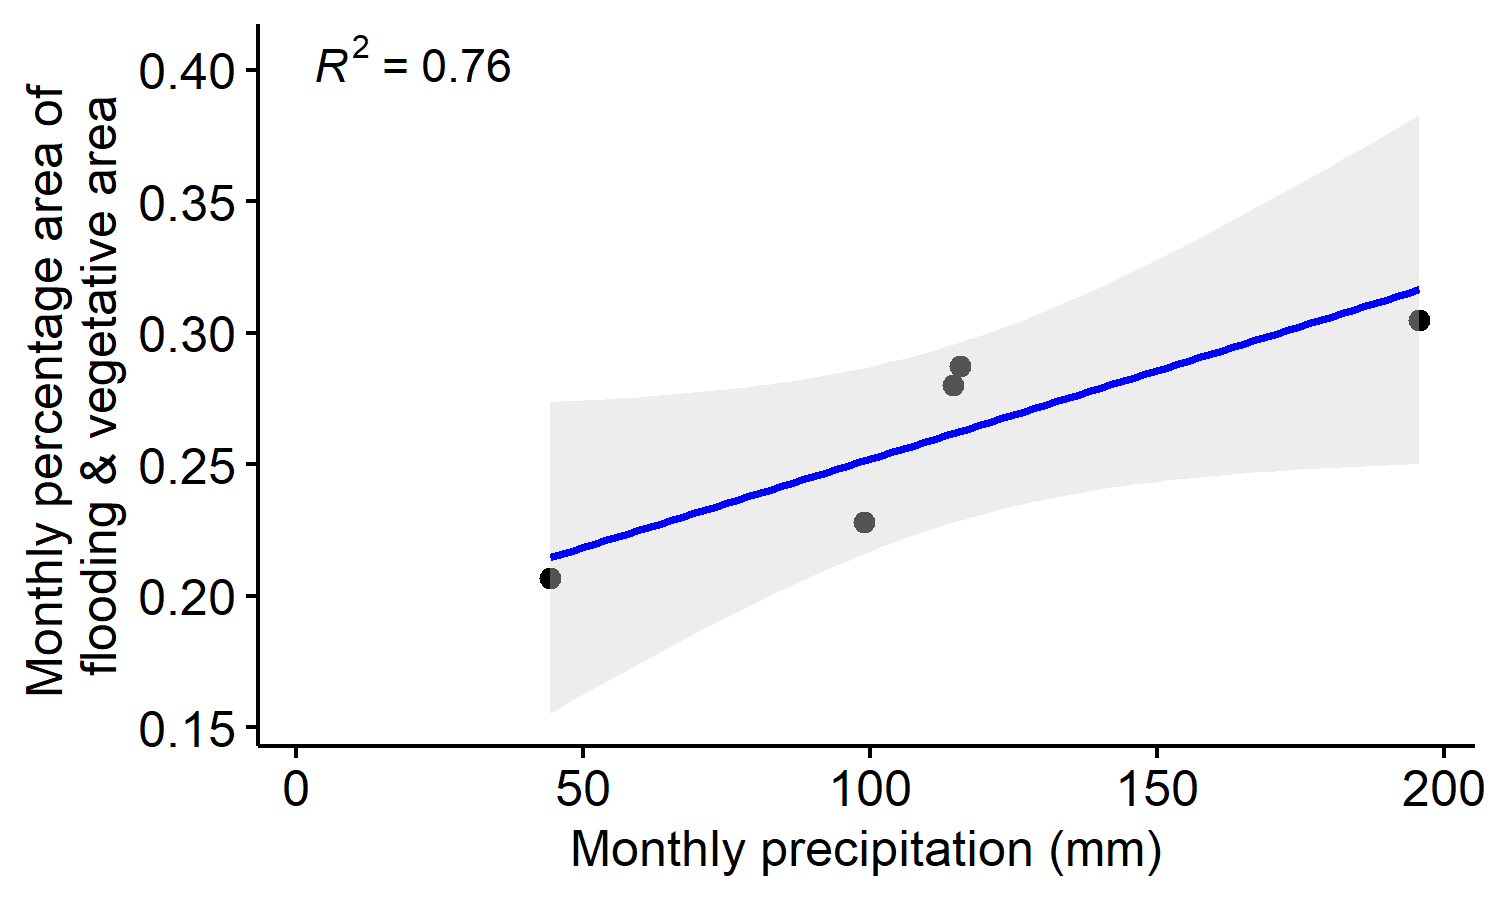 Monthly percentage area of
flooding & vegetative area
R² = 0.76
0.40
0.35
0.30
0.25
0.20
0.15
0 50 100 150 200
Monthly precipitation (mm)